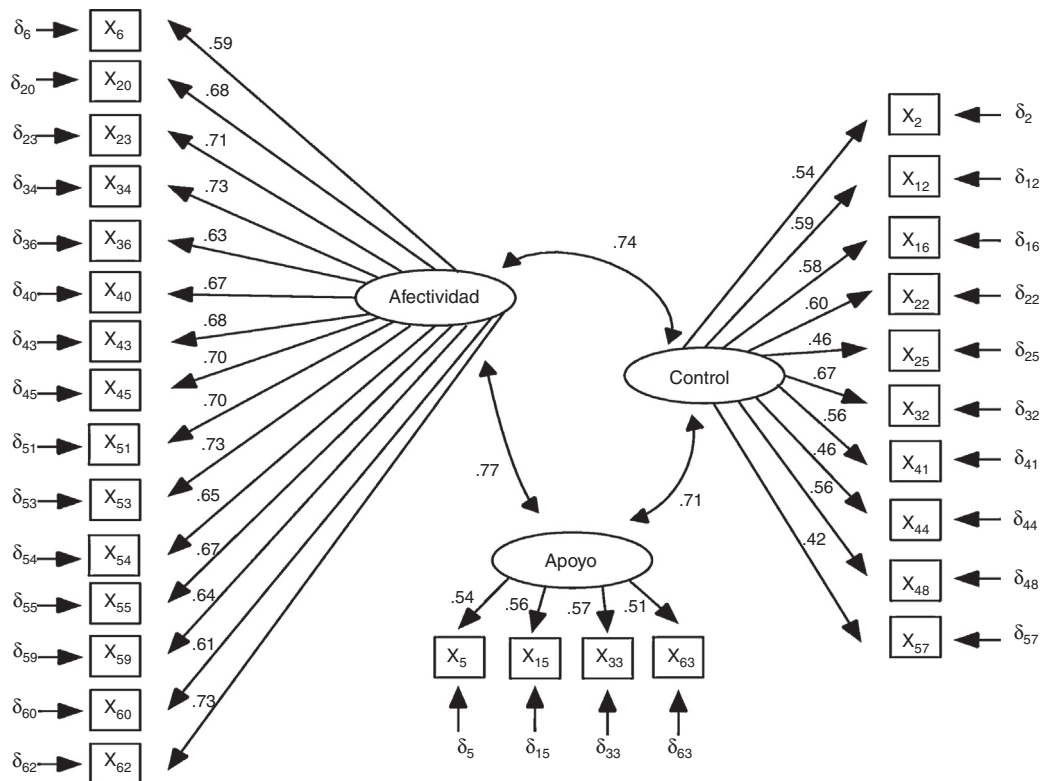 δ6 X6 .59
δ20 X20 .68
δ23 X23 .71
δ34 X34 .73
δ36 X36 .63
δ40 X40 .67
δ43 X43 .68
δ45 X45 .70
δ51 X51 .70
δ53 X53 .73
δ54 X54 .65
δ55 X55 .67
δ59 X59 .64
δ60 X60 .61
δ62 X62 .73
Afectividad
.74
.77
.71
Control
.54 X2 δ2
.59 X12 δ12
.58 X16 δ16
.60 X22 δ22
.46 X25 δ25
.67 X32 δ32
.56 X41 δ41
.46 X44 δ44
.56 X48 δ48
.42 X57 δ57
Apoyo
.54 .56 .57 .51
X5 X15 X33 X63
δ5 δ15 δ33 δ63